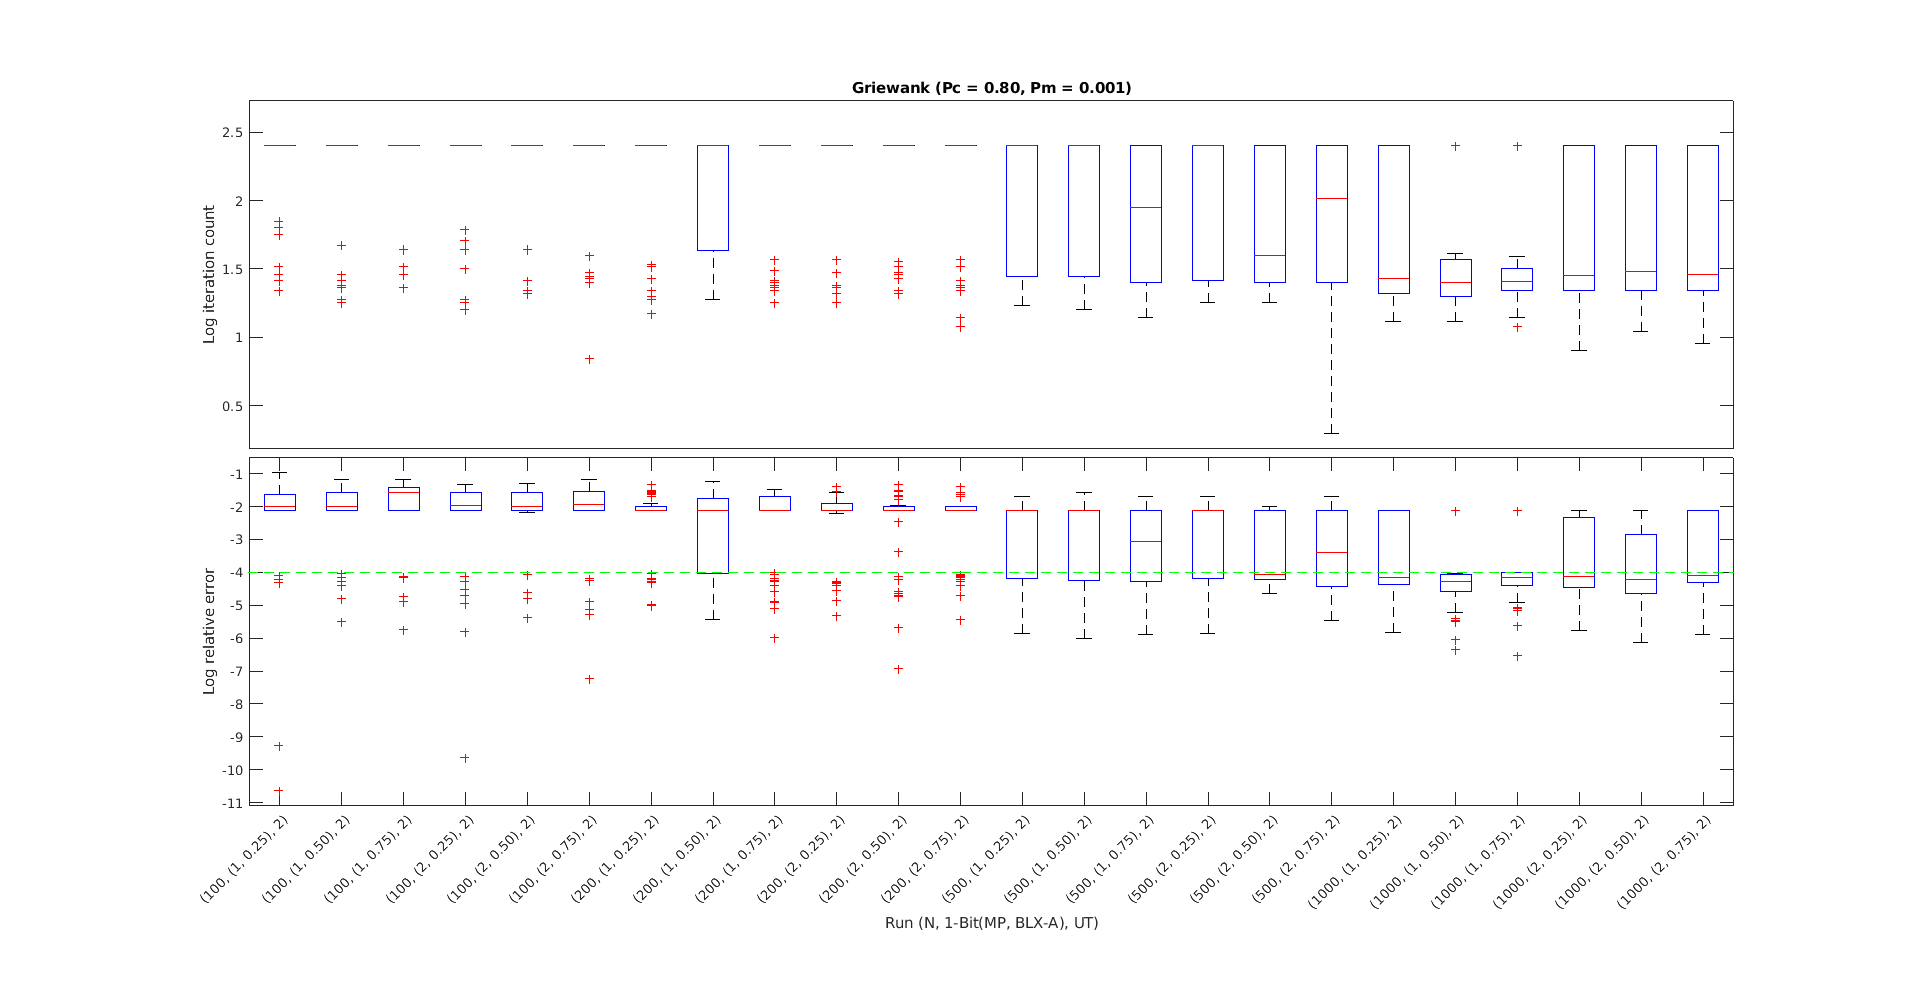 Griewank (Pc = 0.80, Pm = 0.001)
Log iteration count
2.5
2
1.5
1
0.5
Log relative error
-1
-2
-3
-4
-5
-6
-7
-8
-9
-10
-11
(100, (1, 0.25), 2)
(100, (1, 0.50), 2)
(100, (1, 0.75), 2)
(100, (2, 0.25), 2)
(100, (2, 0.50), 2)
(100, (2, 0.75), 2)
(200, (1, 0.25), 2)
(200, (1, 0.50), 2)
(200, (1, 0.75), 2)
(200, (2, 0.25), 2)
(200, (2, 0.50), 2)
(200, (2, 0.75), 2)
(500, (1, 0.25), 2)
(500, (1, 0.50), 2)
(500, (1, 0.75), 2)
(500, (2, 0.25), 2)
(500, (2, 0.50), 2)
(500, (2, 0.75), 2)
(1000, (1, 0.25), 2)
(1000, (1, 0.50), 2)
(1000, (1, 0.75), 2)
(1000, (2, 0.25), 2)
(1000, (2, 0.50), 2)
(1000, (2, 0.75), 2)
Run (N, 1-Bit(MP, BLX-A), UT)